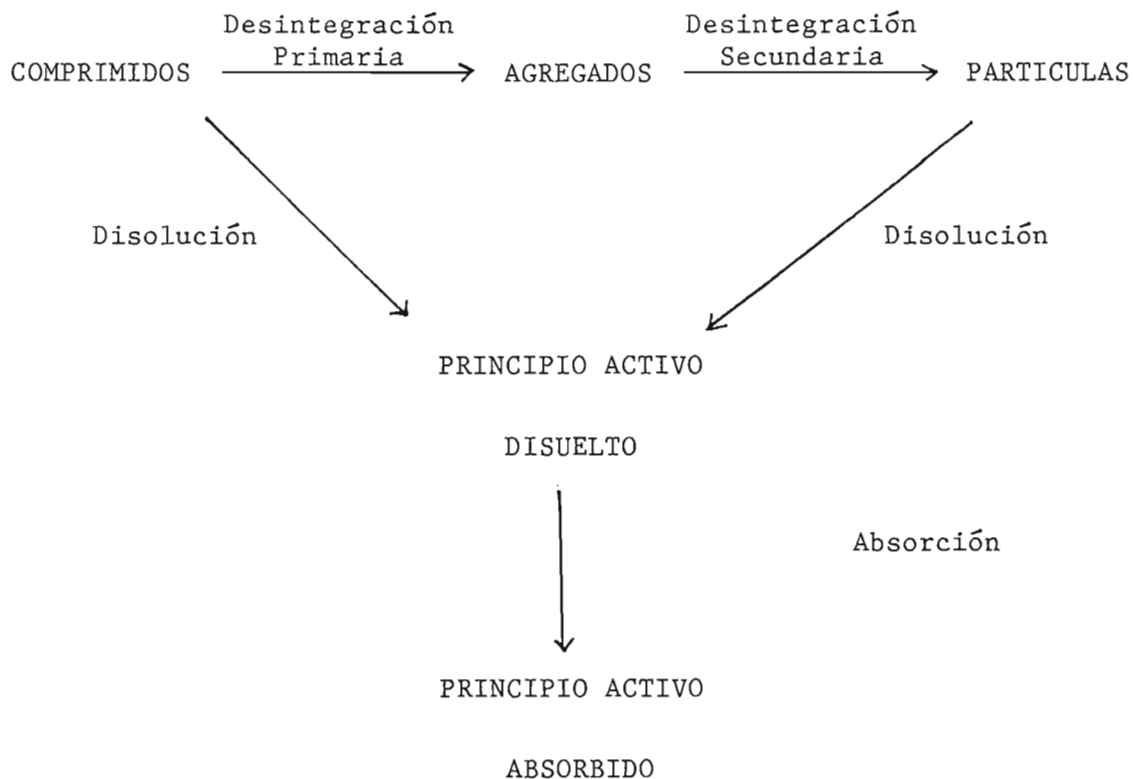 Desintegración
Primaria
Desintegración
Secundaria
COMPRIMIDOS
AGREGADOS
PARTICULAS
Disolución
Disolución
PRINCIPIO ACTIVO
DISUELTO
Absorción
PRINCIPIO ACTIVO
ABSORBIDO